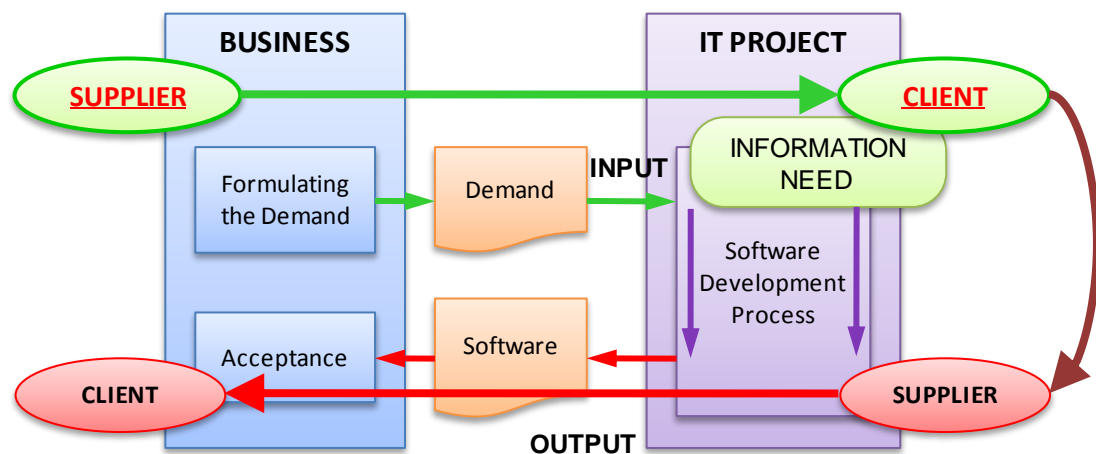 BUSINESS
IT PROJECT
SUPPLIER
CLIENT
INFORMATION
NEED
INPUT
Formulating
the Demand
Demand
Software
Development
Process
Acceptance
Software
CLIENT
SUPPLIER
OUTPUT